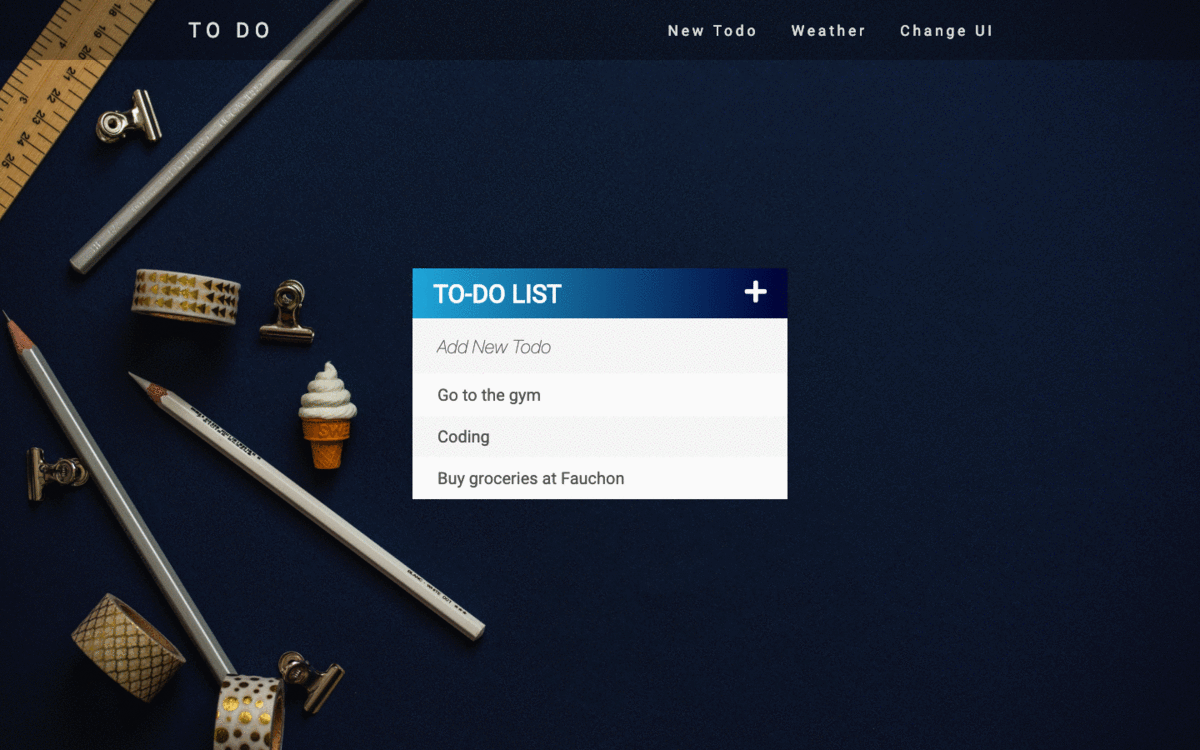 TO DO
New Todo
Weather
Change UI
TO-DO LIST
Add New Todo
Go to the gym
Coding
Buy groceries at Fauchon